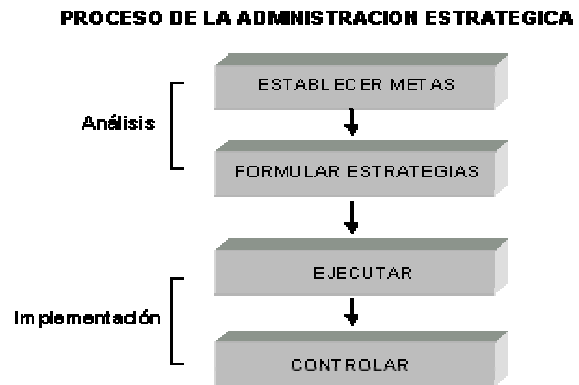 PROCESO DE LA ADMINISTRACION ESTRATEGICA
ESTABLECER METAS
Análisis
FORMULAR ESTRATEGIAS
EJECUTAR
Implementación
CONTROLAR